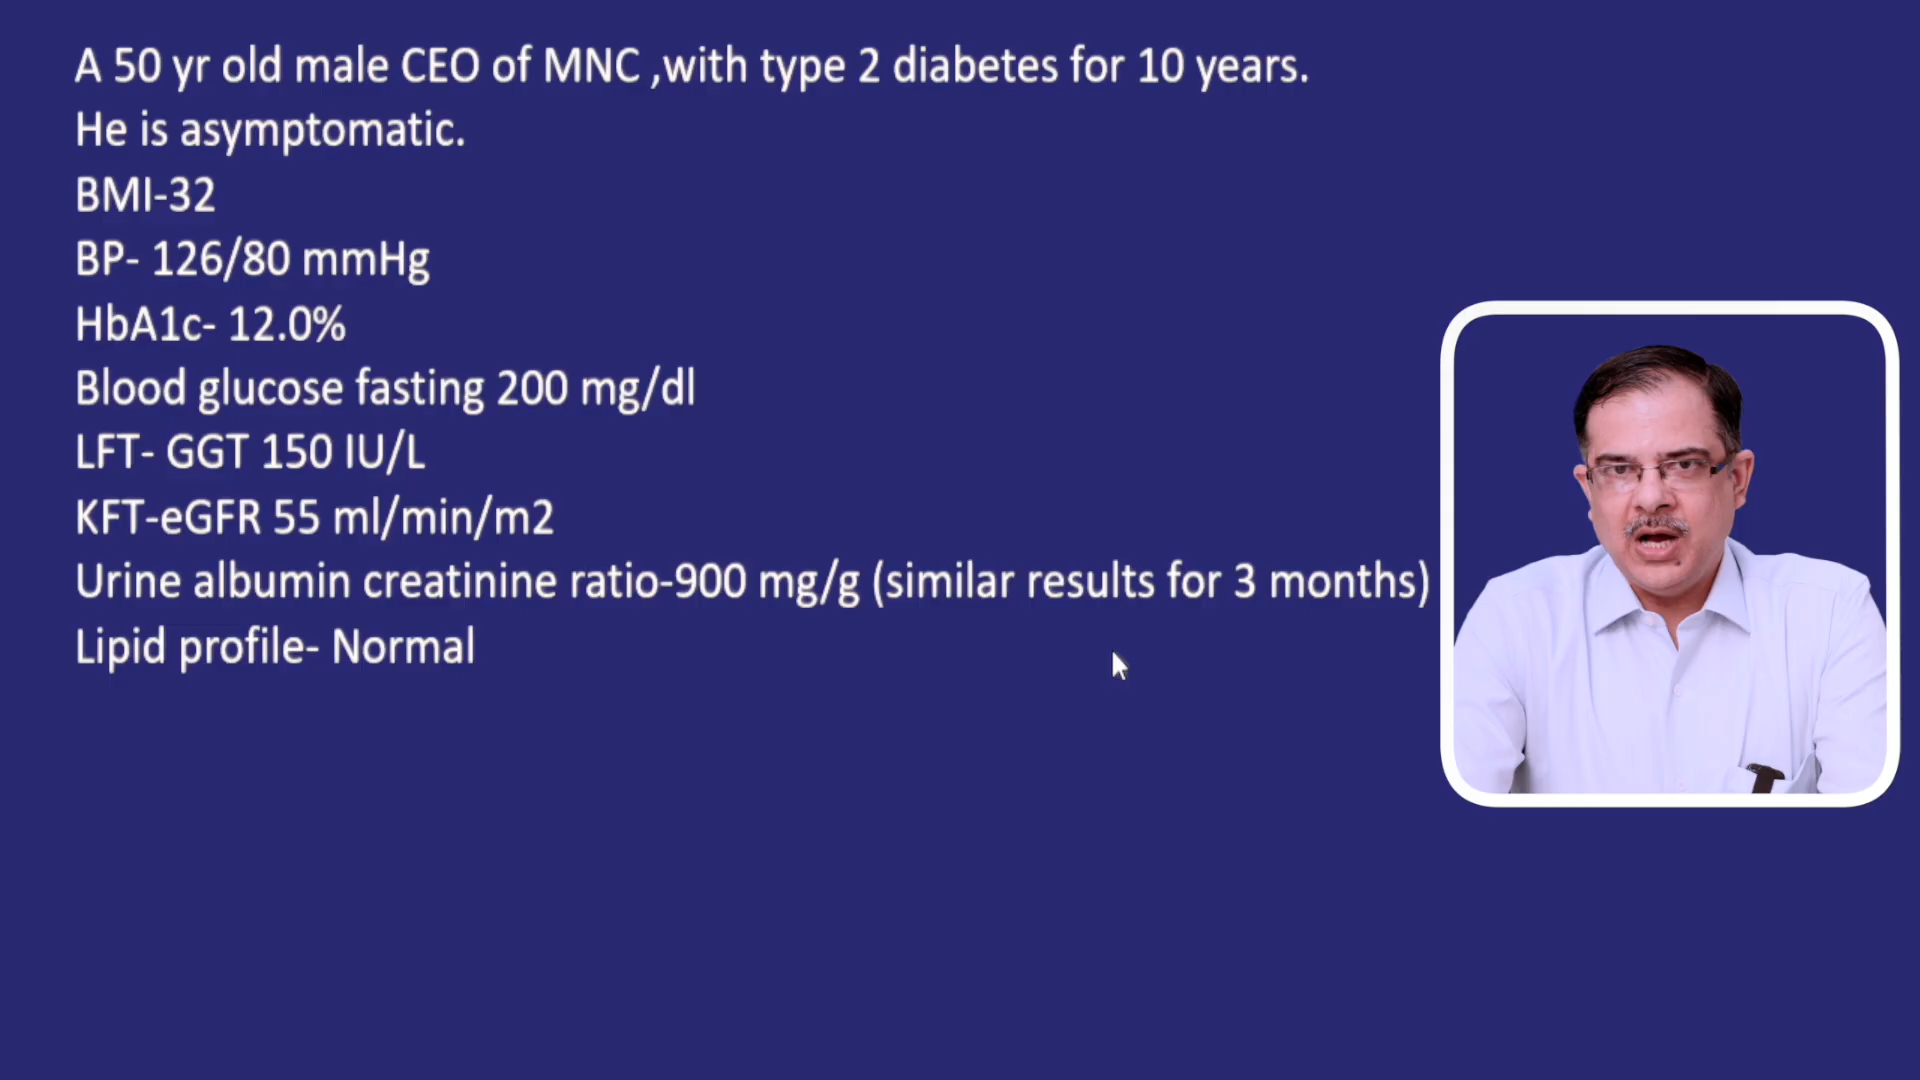 A 50 yr old male CEO of MNC ,with type 2 diabetes for 10 years.
He is asymptomatic.
BMI-32
BP- 126/80 mmHg
HbA1c- 12.0%
Blood glucose fasting 200 mg/dl
LFT- GGT 150 IU/L
KFT-eGFR 55 ml/min/m2
Urine albumin creatinine ratio-900 mg/g (similar results for 3 months)
Lipid profile- Normal